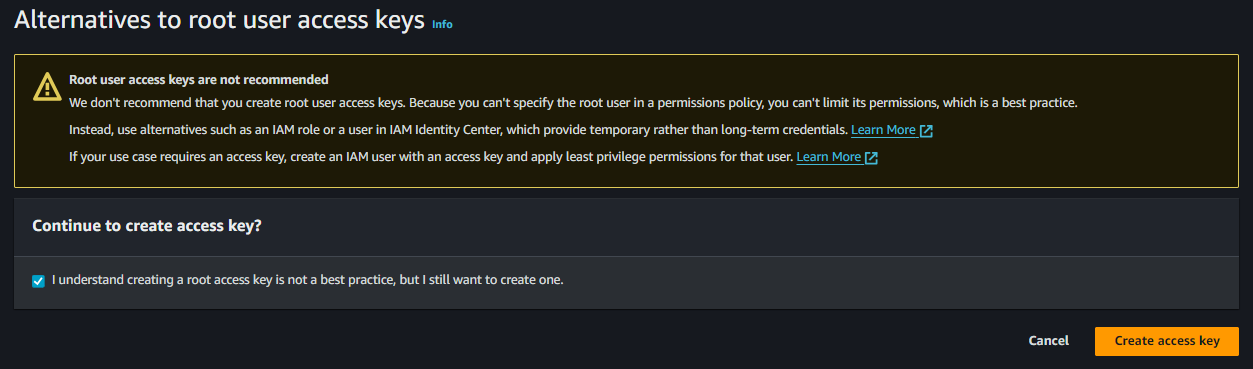 Alternatives to root user access keys Info
Root user access keys are not recommended
We don't recommend that you create root user access keys. Because you can't specify the root user in a permissions policy, you can't limit its permissions, which is a best practice.
Instead, use alternatives such as an IAM role or a user in IAM Identity Center, which provide temporary rather than long-term credentials. Learn More
If your use case requires an access key, create an IAM user with an access key and apply least privilege permissions for that user. Learn More
Continue to create access key?
I understand creating a root access key is not a best practice, but I still want to create one.
Cancel Create access key